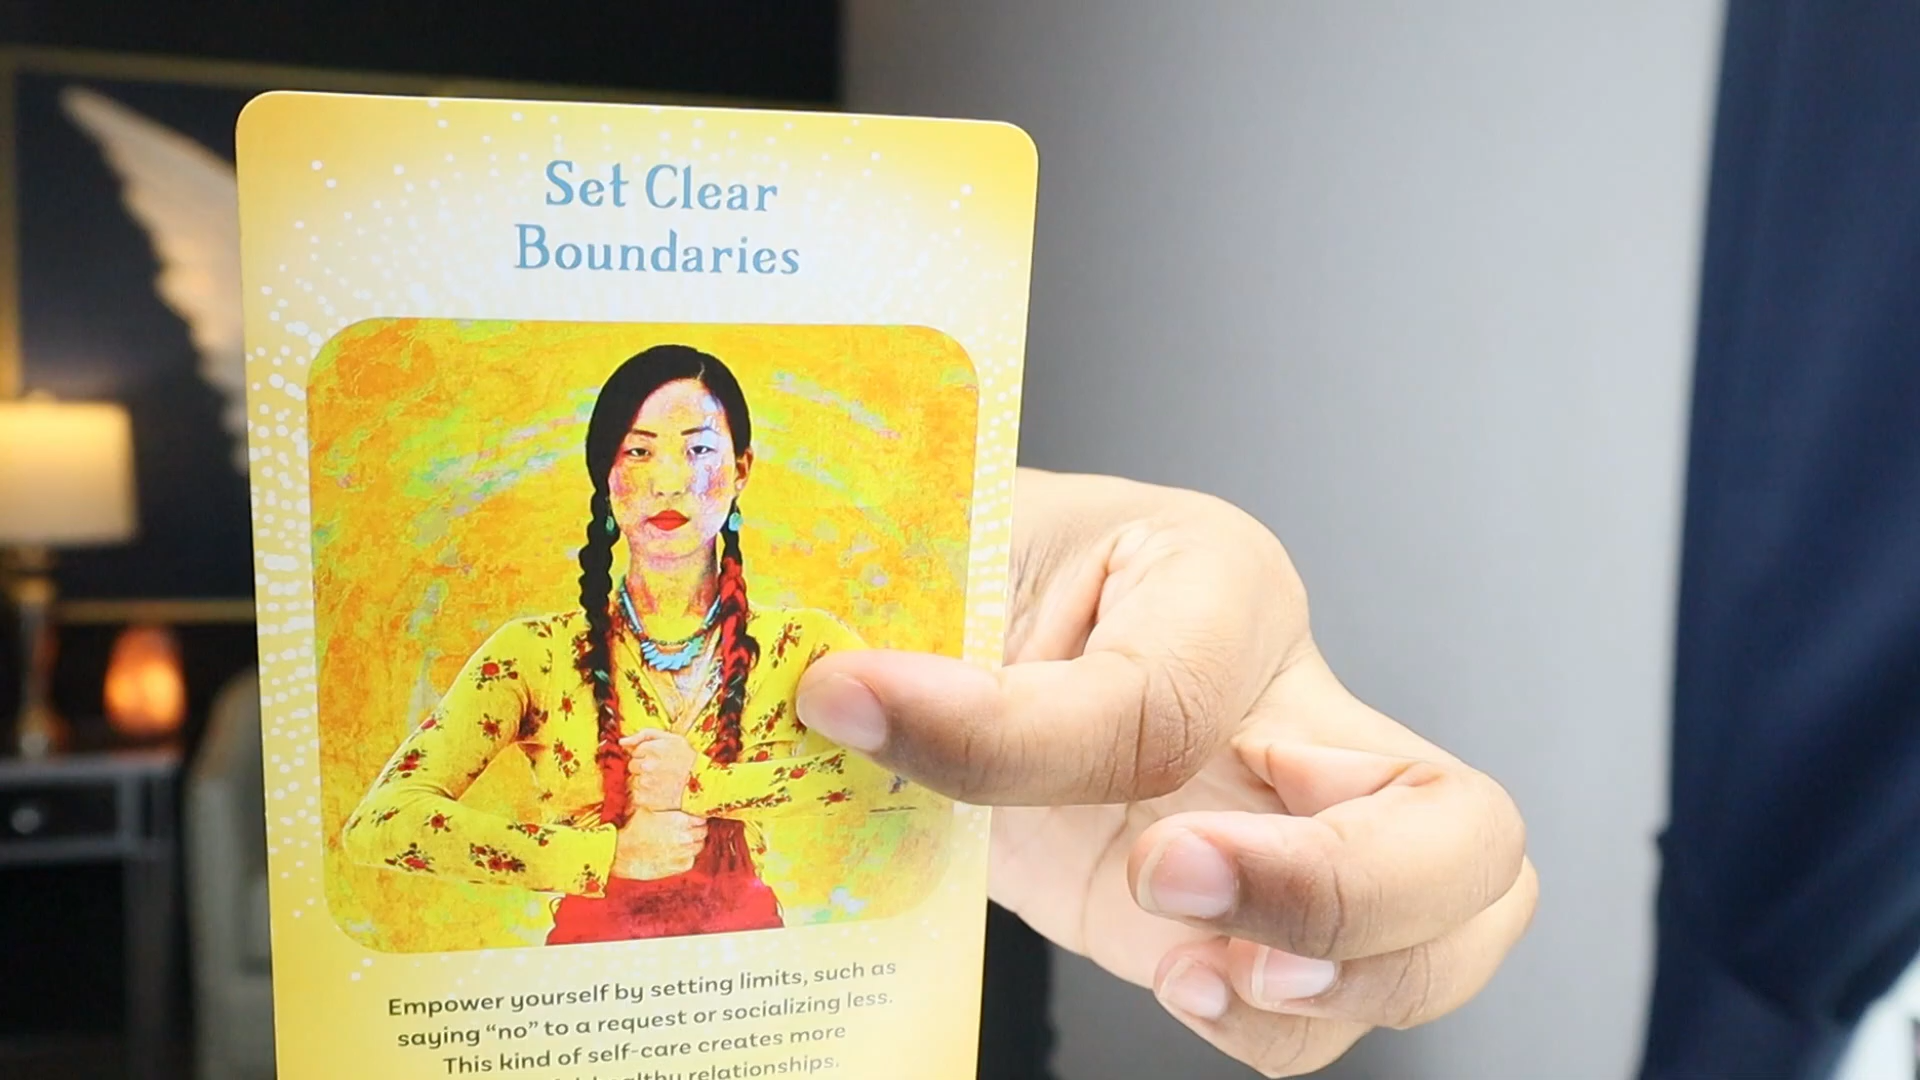 Set Clear
Boundaries
Empower yourself by setting limits, such as
saying “no” to a request or socializing less.
This kind of self-care creates more
relationships.